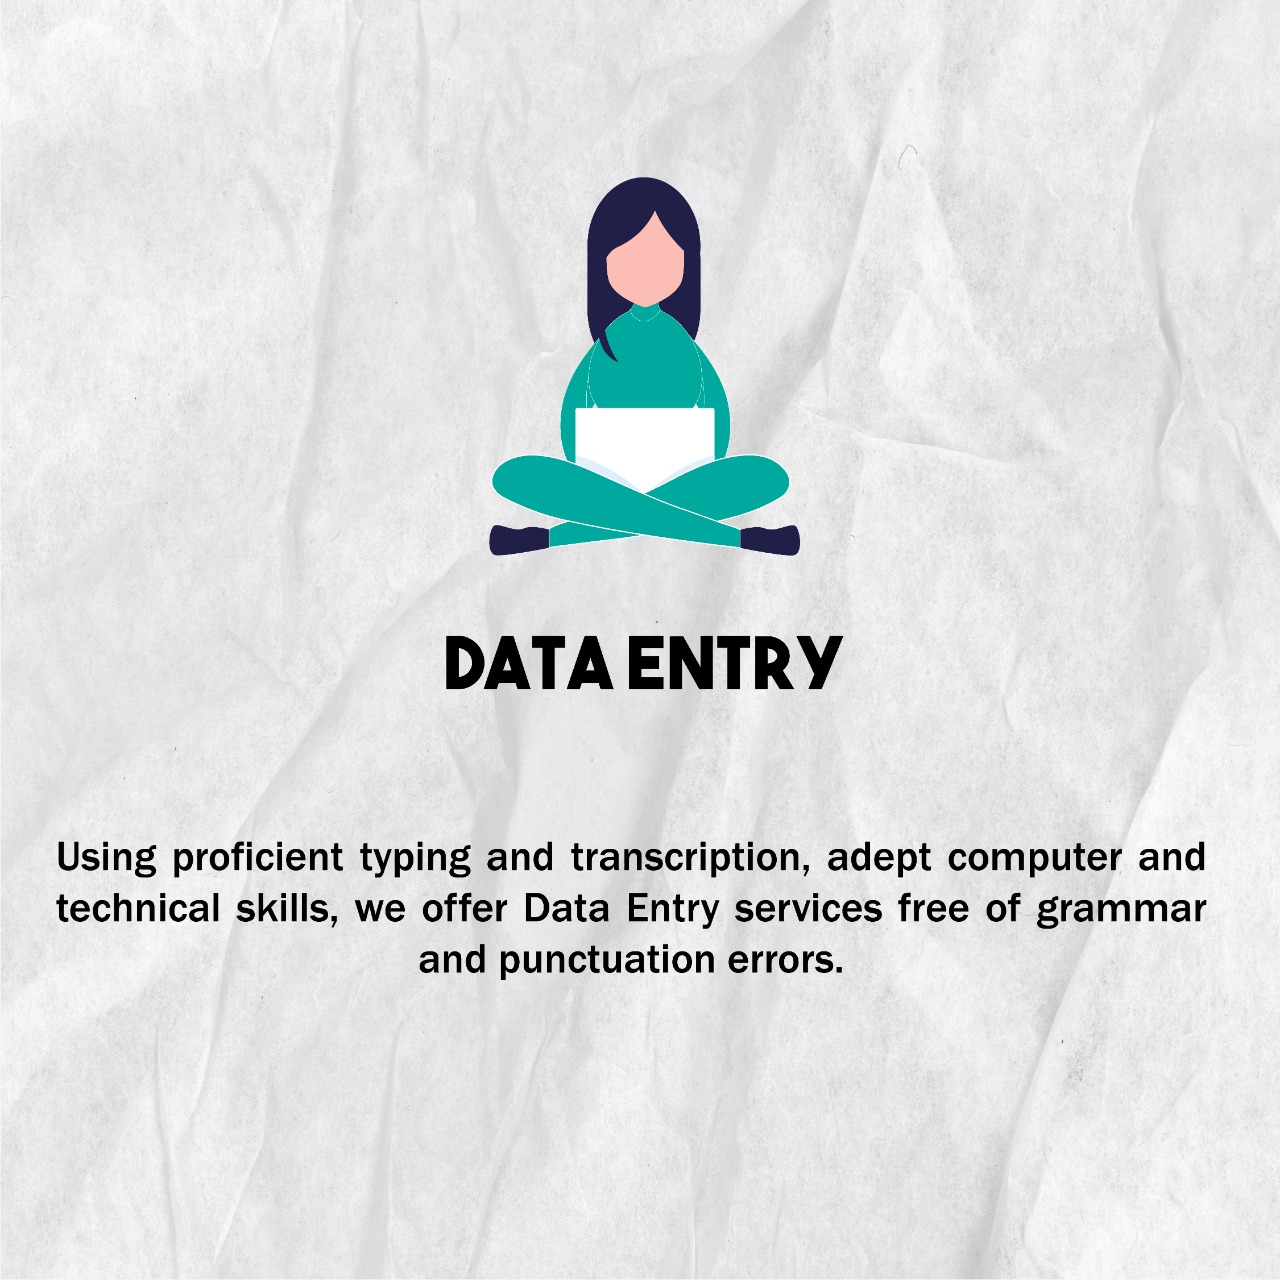 DATA ENTRY
Using proficient typing and transcription, adept computer and
technical skills, we offer Data Entry services free of grammar
and punctuation errors.